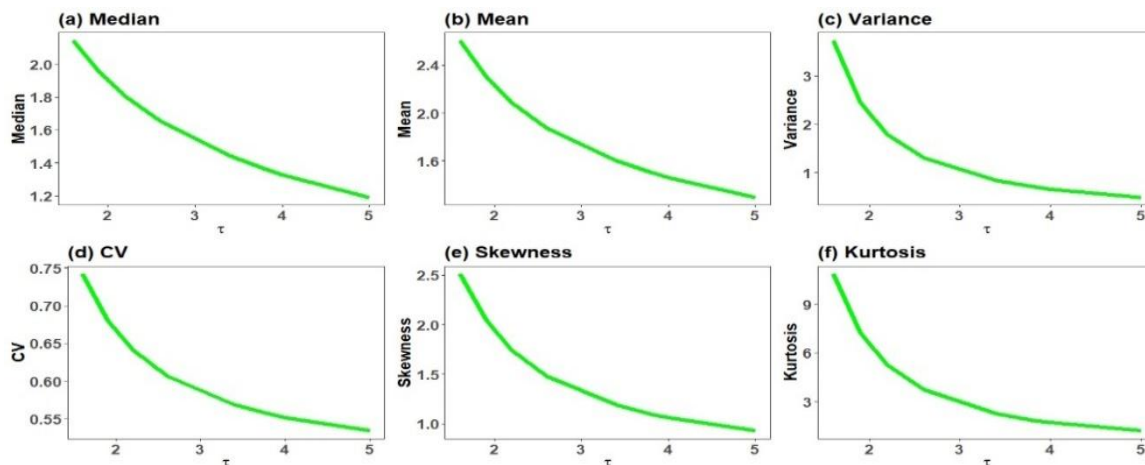 (a) Median
(b) Mean
(c) Variance
Median
2.0
1.8
1.6
1.4
1.2
2 3 4 5
τ
Mean
2.4
2.0
1.6
2 3 4 5
τ
Variance
3
2
1
2 3 4 5
τ
(d) CV
(e) Skewness
(f) Kurtosis
CV
0.75
0.70
0.65
0.60
0.55
2 3 4 5
τ
Skewness
2.5
2.0
1.5
1.0
2 3 4 5
τ
Kurtosis
9
6
3
2 3 4 5
τ